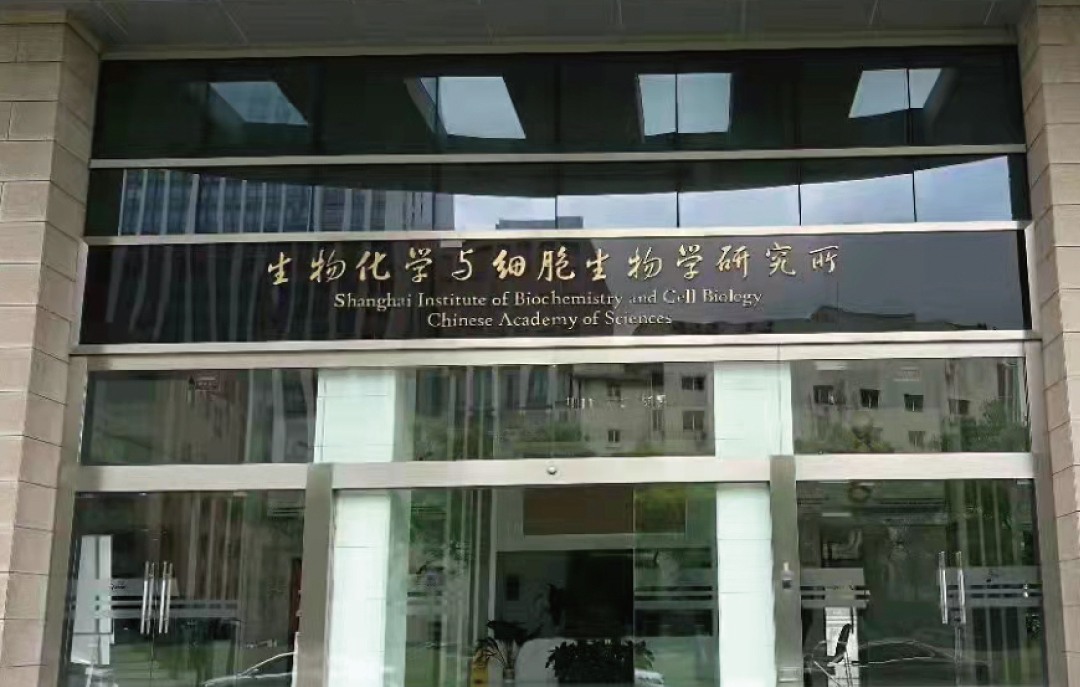 生物化学与细胞生物学研究所
Shanghai Institute of Biochemistry and Cell Biology
Chinese Academy of Sciences